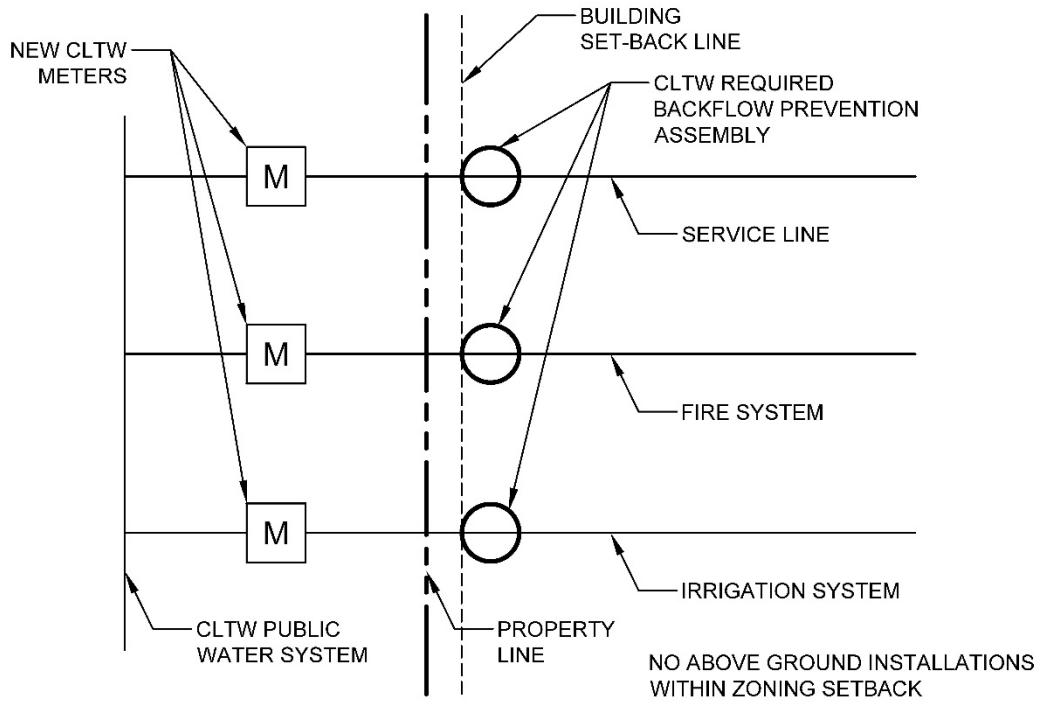 BUILDING
SET-BACK LINE
NEW CLTW
METERS
CLTW REQUIRED
BACKFLOW PREVENTION
ASSEMBLY
M
SERVICE LINE
M
FIRE SYSTEM
M
IRRIGATION SYSTEM
CLTW PUBLIC
WATER SYSTEM
PROPERTY
LINE
NO ABOVE GROUND INSTALLATIONS
WITHIN ZONING SETBACK